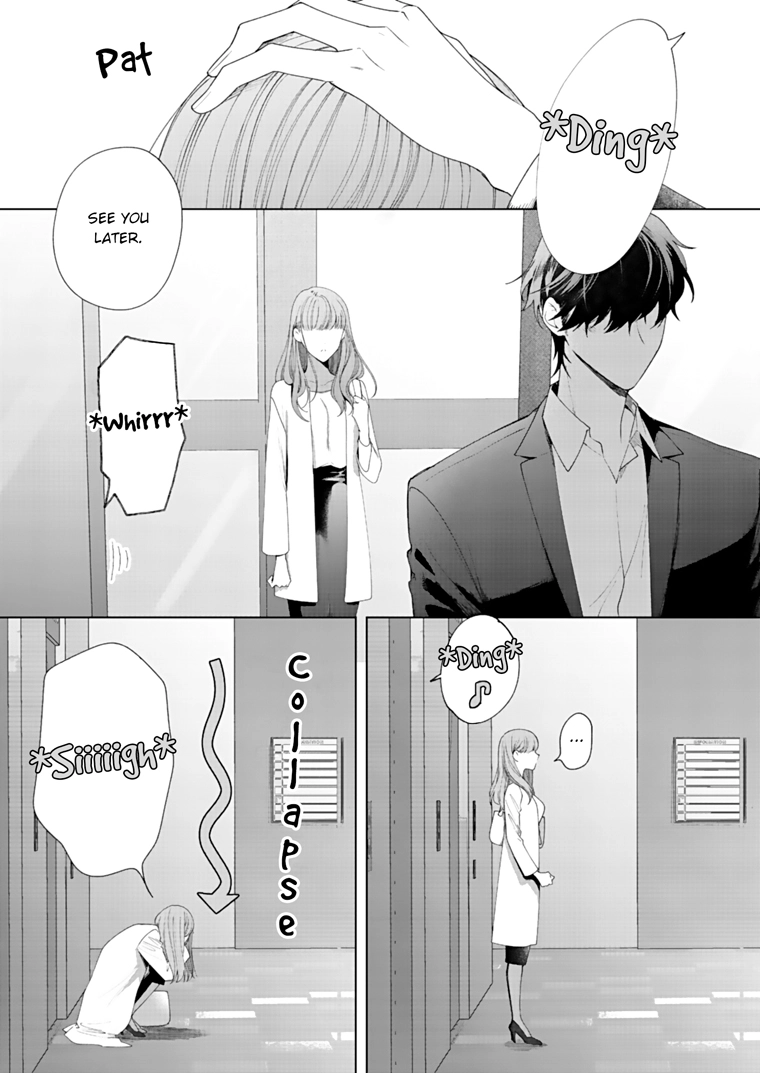 Pat
*Ding*
SEE YOU
LATER.
*Whirrr*
*Ding*
♪
...
Collapse
*Siiiiigh*